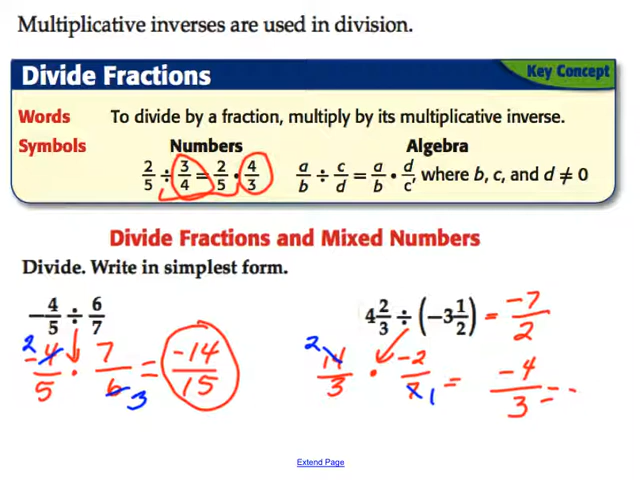 Multiplicative inverses are used in division.
Divide Fractions
Key Concept
Words To divide by a fraction, multiply by its multiplicative inverse.
Symbols Numbers Algebra
2/5 ÷ 3/4 = 2/5 · 4/3 a/b ÷ c/d = a/b · d/c, where b, c, and d ≠ 0
Divide Fractions and Mixed Numbers
Divide. Write in simplest form.
-4/5 ÷ 6/7 4 2/3 ÷ (-3 1/2) = -7/2
2 2
-4/5 · 7/6 = -14/15 14/3 · -2/7 = -4/3 = -
3 1
Extend Page